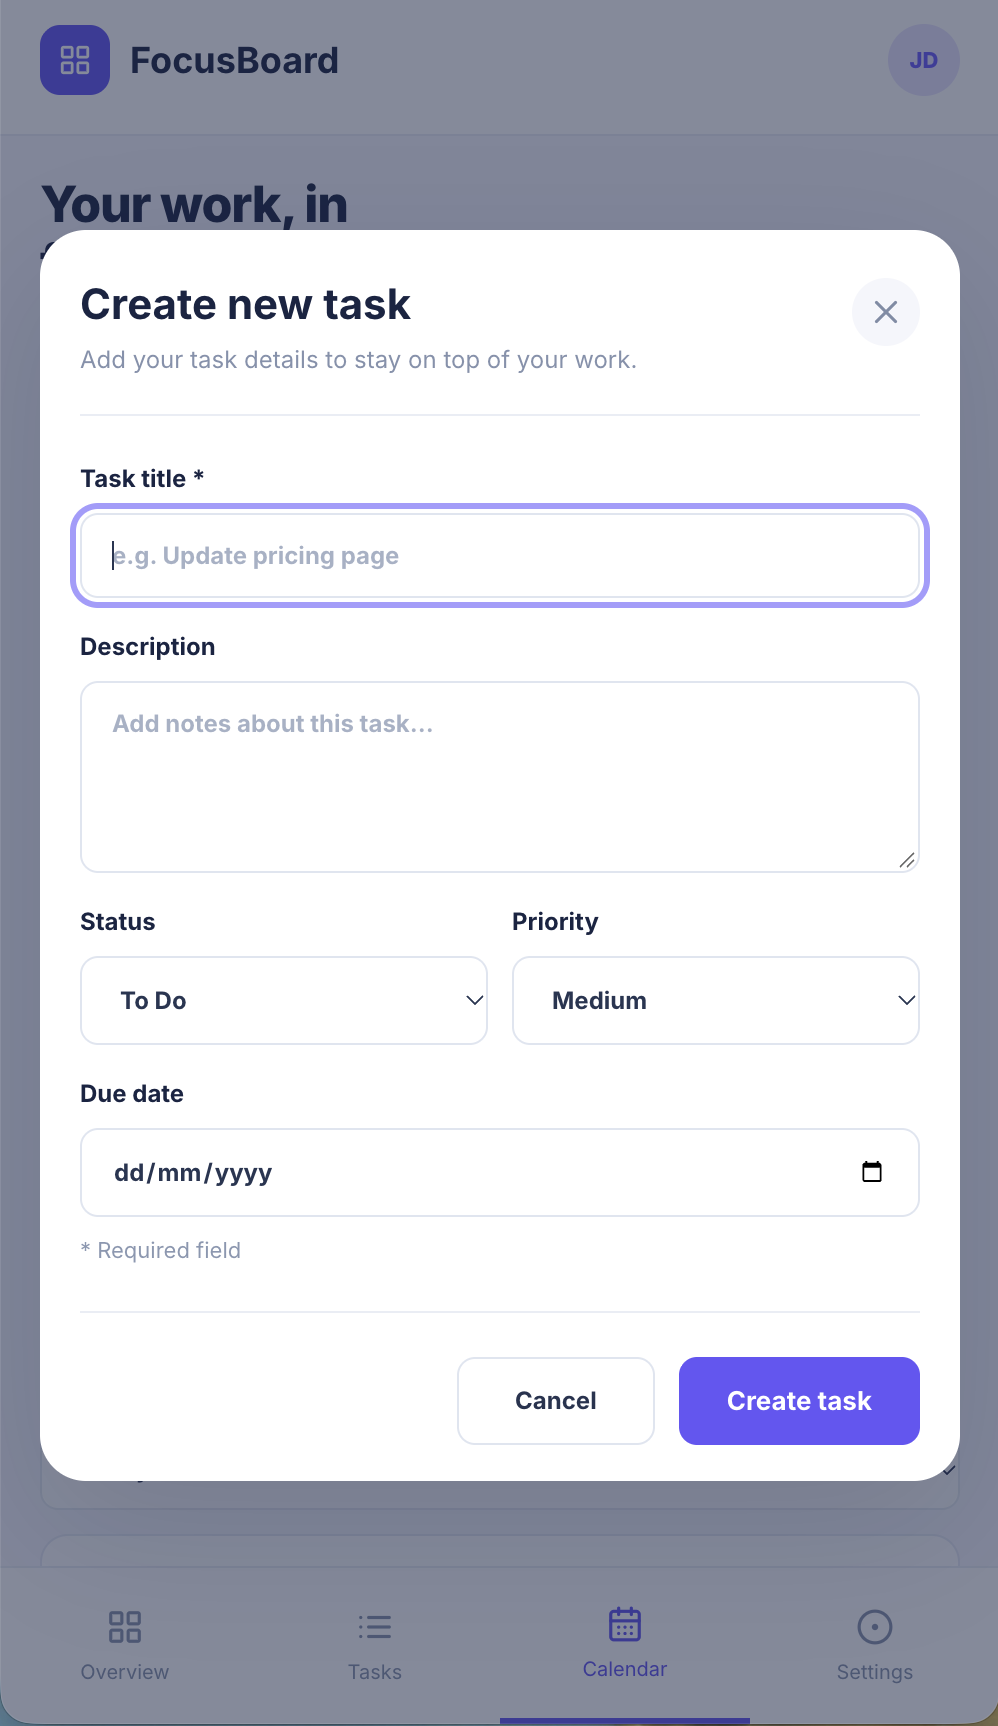 FocusBoard
JD
Your work, in
Create new task
Add your task details to stay on top of your work.
Task title *
e.g. Update pricing page
Description
Add notes about this task...
Status
Priority
To Do
Medium
Due date
dd/mm/yyyy
* Required field
Cancel
Create task
Overview
Tasks
Calendar
Settings